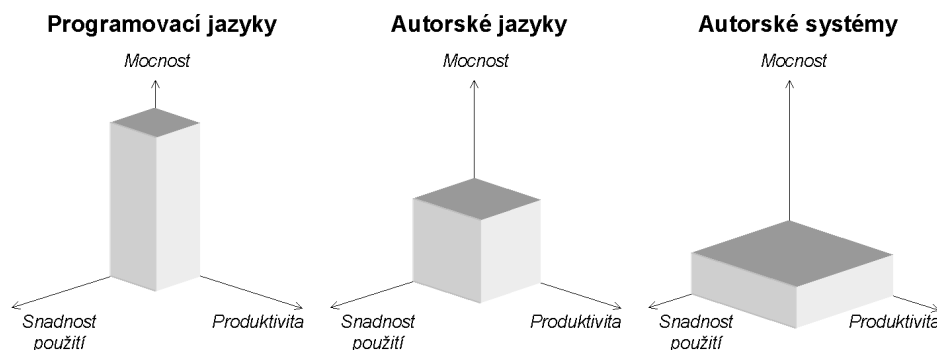 Programovací jazyky
Mocnost
Snadnost
použití
Produktivita
Autorské jazyky
Mocnost
Snadnost
použití
Produktivita
Autorské systémy
Mocnost
Snadnost
použití
Produktivita